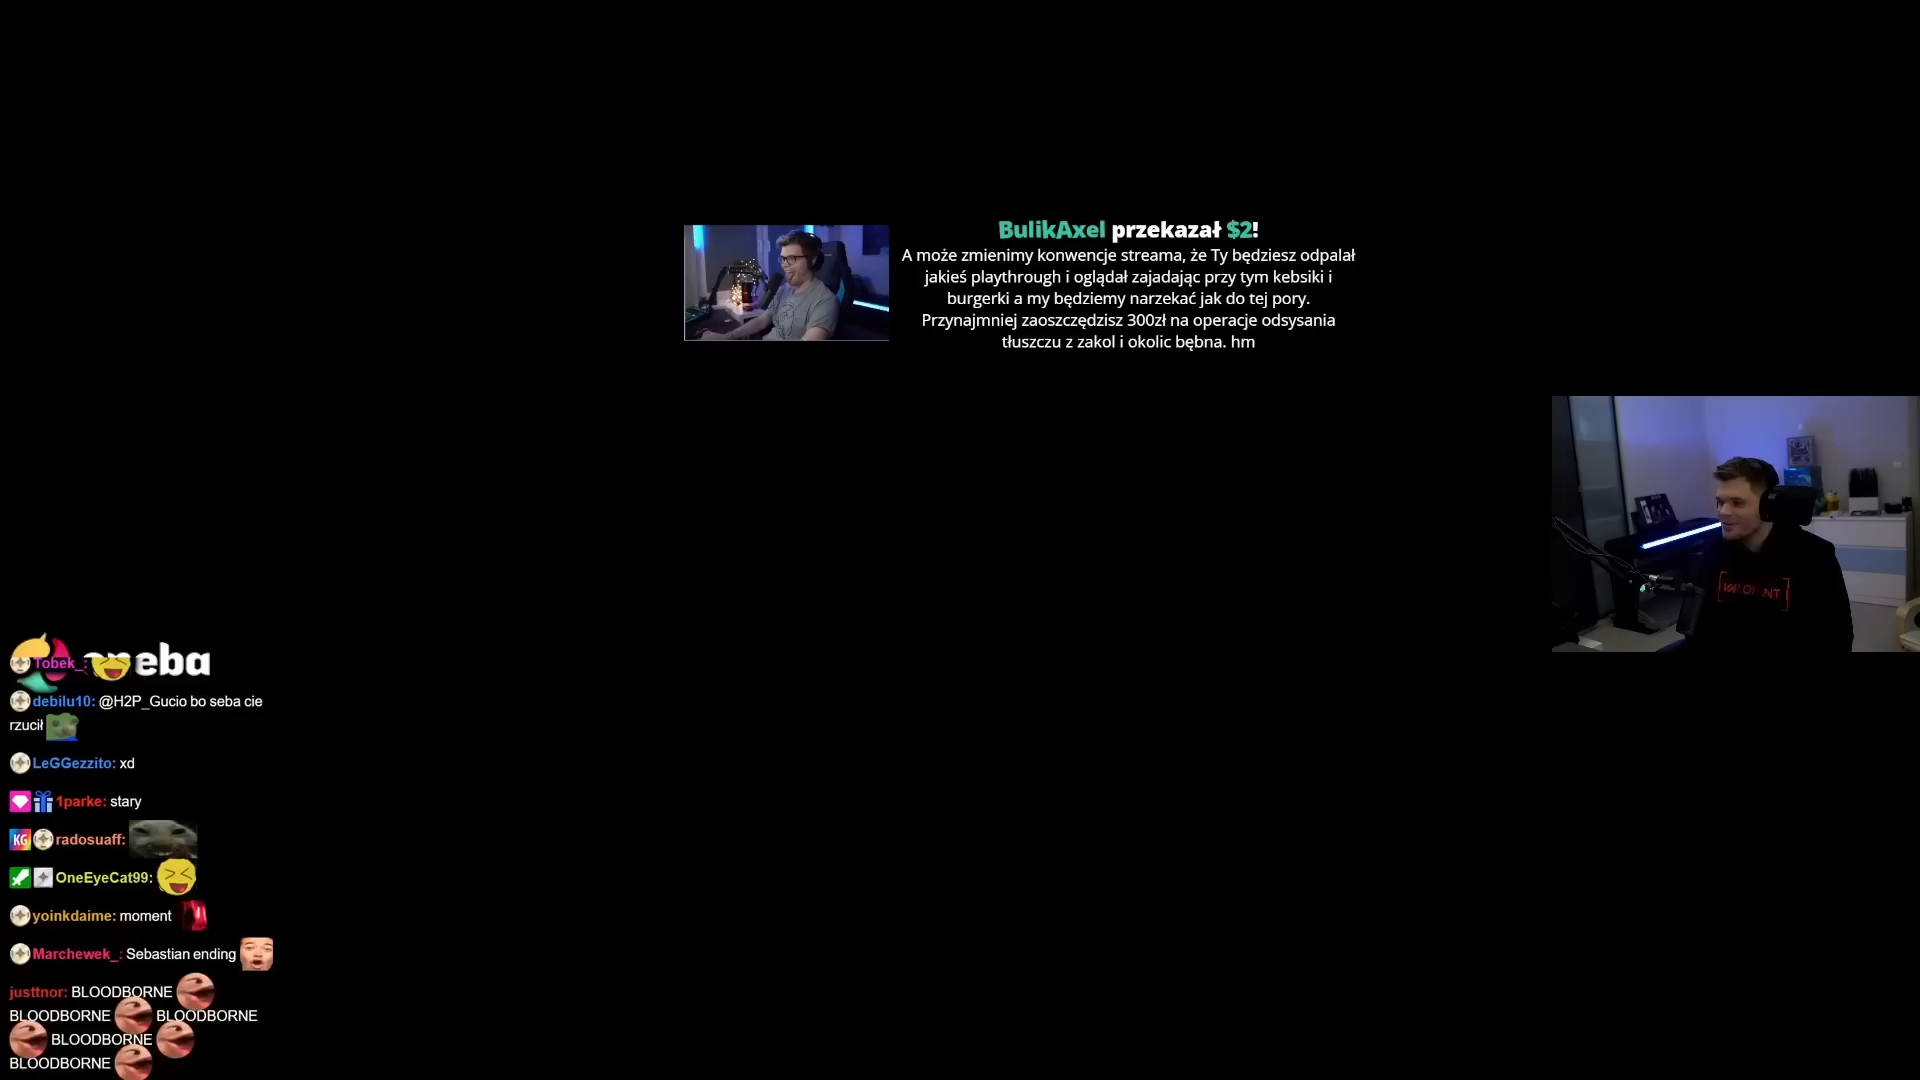 BulikAxel przekazał $2!
A może zmienimy konwencje streama, że Ty będziesz odpalał
jakieś playthrough i oglądał zajadając przy tym kebsiki i
burgerki a my będziemy narzekać jak do tej pory.
Przynajmniej zaoszczędzisz 300zł na operacje odsysania
tłuszczu z zakol i okolic bębna. hm
eneba
Tobek_:
debilu10: @H2P_Gucio bo seba cie
rzucił
LeGGezzito: xd
1parke: stary
KG radosuaff:
OneEyeCat99:
yoinkdaime: moment
Marchewek_: Sebastian ending
justtnor: BLOODBORNE
BLOODBORNE BLOODBORNE
BLOODBORNE
BLOODBORNE